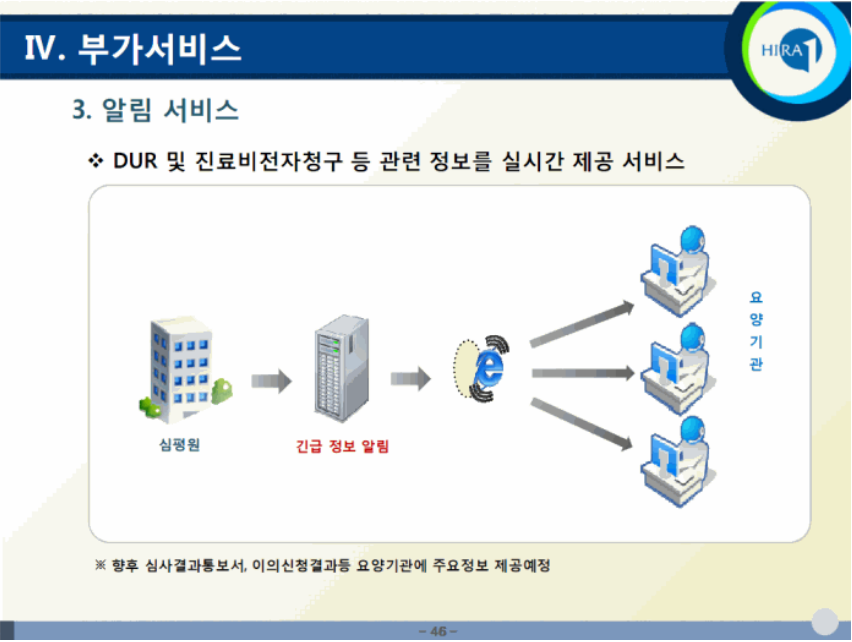 Ⅳ. 부가서비스
HIRA
3. 알림 서비스
❖ DUR 및 진료비전자청구 등 관련 정보를 실시간 제공 서비스
요
양
기
관
심평원
긴급 정보 알림
※ 향후 심사결과통보서, 이의신청결과등 요양기관에 주요정보 제공예정
– 46 –